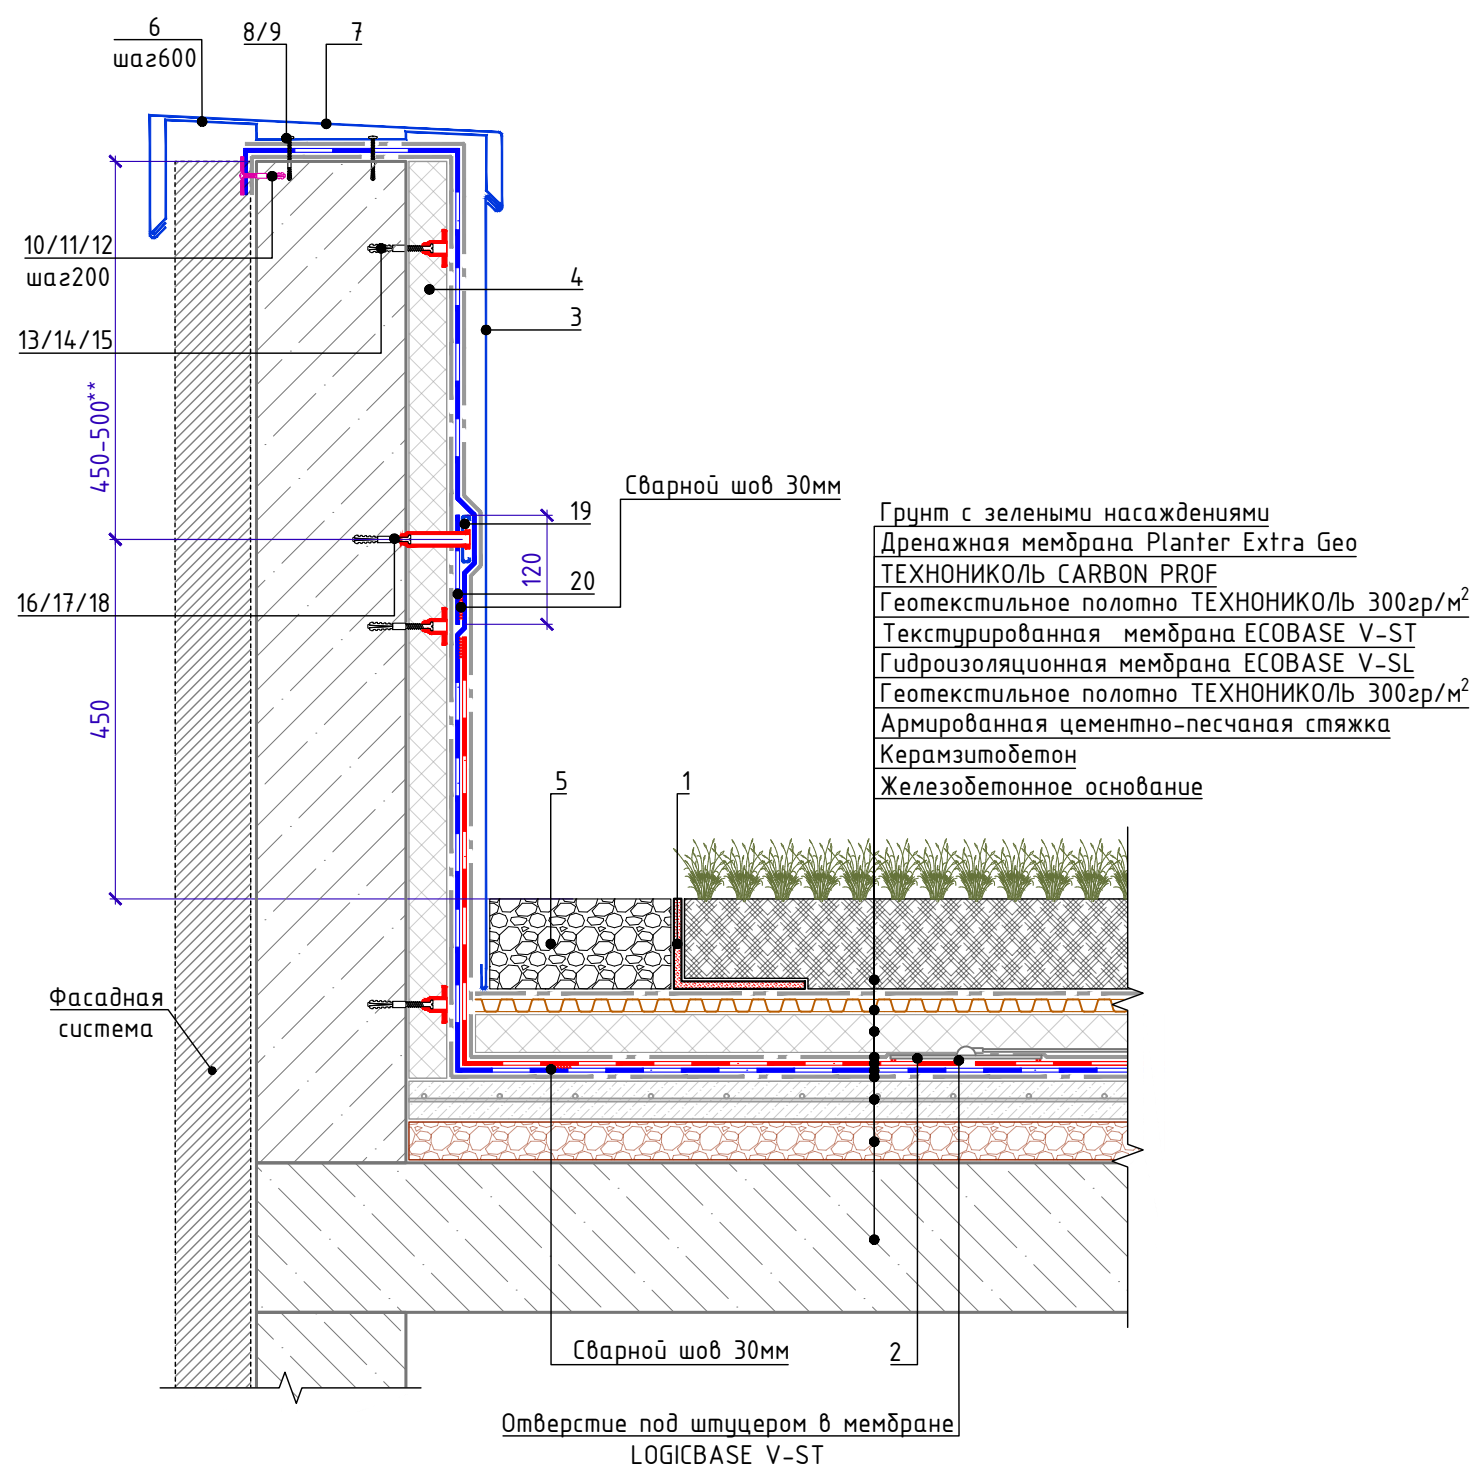 6
шаг600
8/9
7
10/11/12
шаг200
13/14/15
4
3
450-500**
Сварной шов 30мм
19
120
20
16/17/18
450
Грунт с зелеными насаждениями
Дренажная мембрана Planter Extra Geo
ТЕХНОНИКОЛЬ CARBON PROF
Геотекстильное полотно ТЕХНОНИКОЛЬ 300гр/м²
Текстурированная мембрана ECOBASE V-ST
Гидроизоляционная мембрана ECOBASE V-SL
Геотекстильное полотно ТЕХНОНИКОЛЬ 300гр/м²
Армированная цементно-песчаная стяжка
Керамзитобетон
Железобетонное основание
5
1
Фасадная
система
Сварной шов 30мм
2
Отверстие под штуцером в мембране
LOGICBASE V-ST